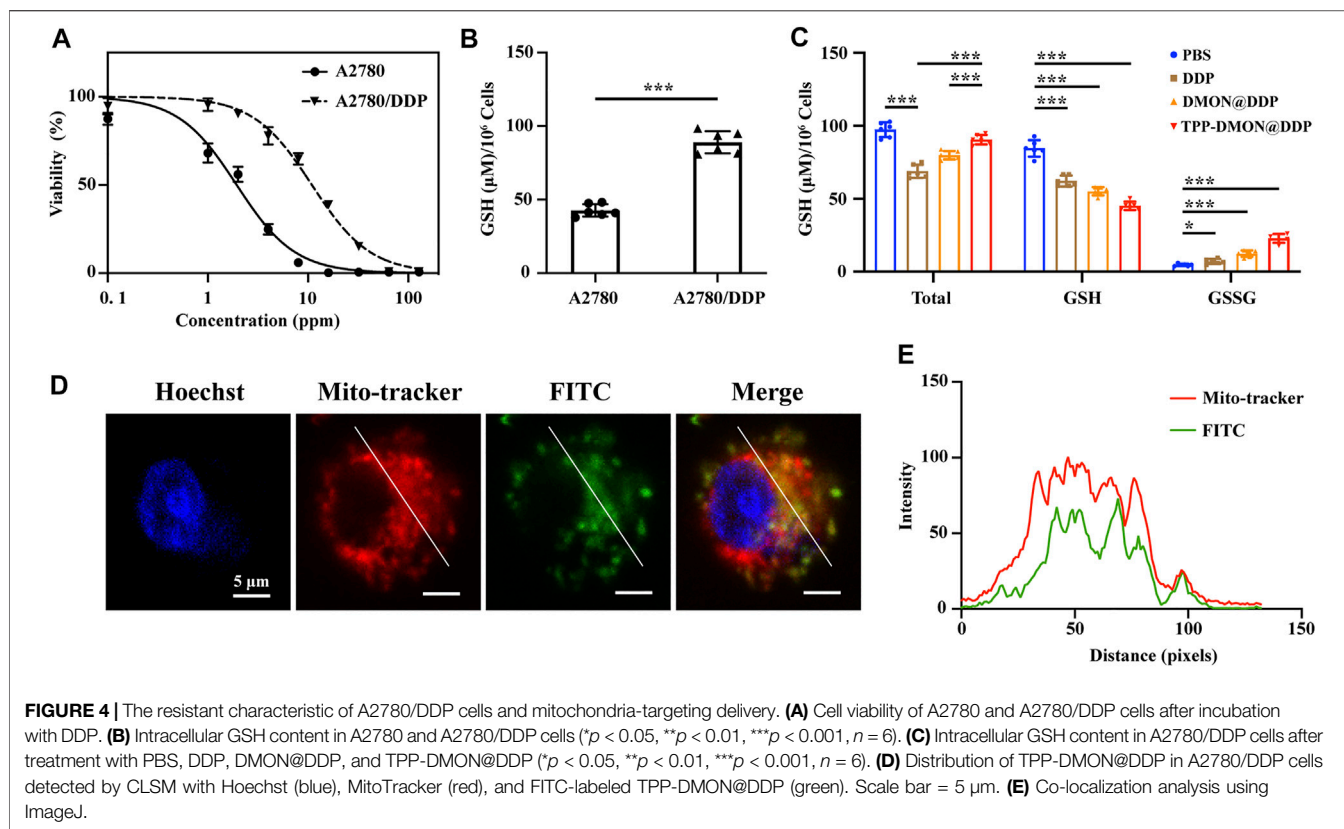 A
Viability (%)
150
100
50
0
0. 1
1
10
100
Concentration (ppm)
A2780
A2780/DDP
B
GSH (μM)/10⁶ Cells
150
100
50
0
***
A2780
A2780/DDP
C
GSH (μM)/10⁶ Cells
150
100
50
0
***
***
***
***
***
***
***
***
*
Total
GSH
GSSG
PBS
DDP
DMON@DDP
TPP-DMON@DDP
D
Hoechst
Mito-tracker
FITC
Merge
5 μm
E
Intensity
150
100
50
0
0
50
100
150
Distance (pixels)
Mito-tracker
FITC
FIGURE 4 | The resistant characteristic of A2780/DDP cells and mitochondria-targeting delivery. (A) Cell viability of A2780 and A2780/DDP cells after incubation
with DDP. (B) Intracellular GSH content in A2780 and A2780/DDP cells (*p < 0.05, **p < 0.01, ***p < 0.001, n = 6). (C) Intracellular GSH content in A2780/DDP cells after
treatment with PBS, DDP, DMON@DDP, and TPP-DMON@DDP (*p < 0.05, **p < 0.01, ***p < 0.001, n = 6). (D) Distribution of TPP-DMON@DDP in A2780/DDP cells
detected by CLSM with Hoechst (blue), MitoTracker (red), and FITC-labeled TPP-DMON@DDP (green). Scale bar = 5 μm. (E) Co-localization analysis using
ImageJ.